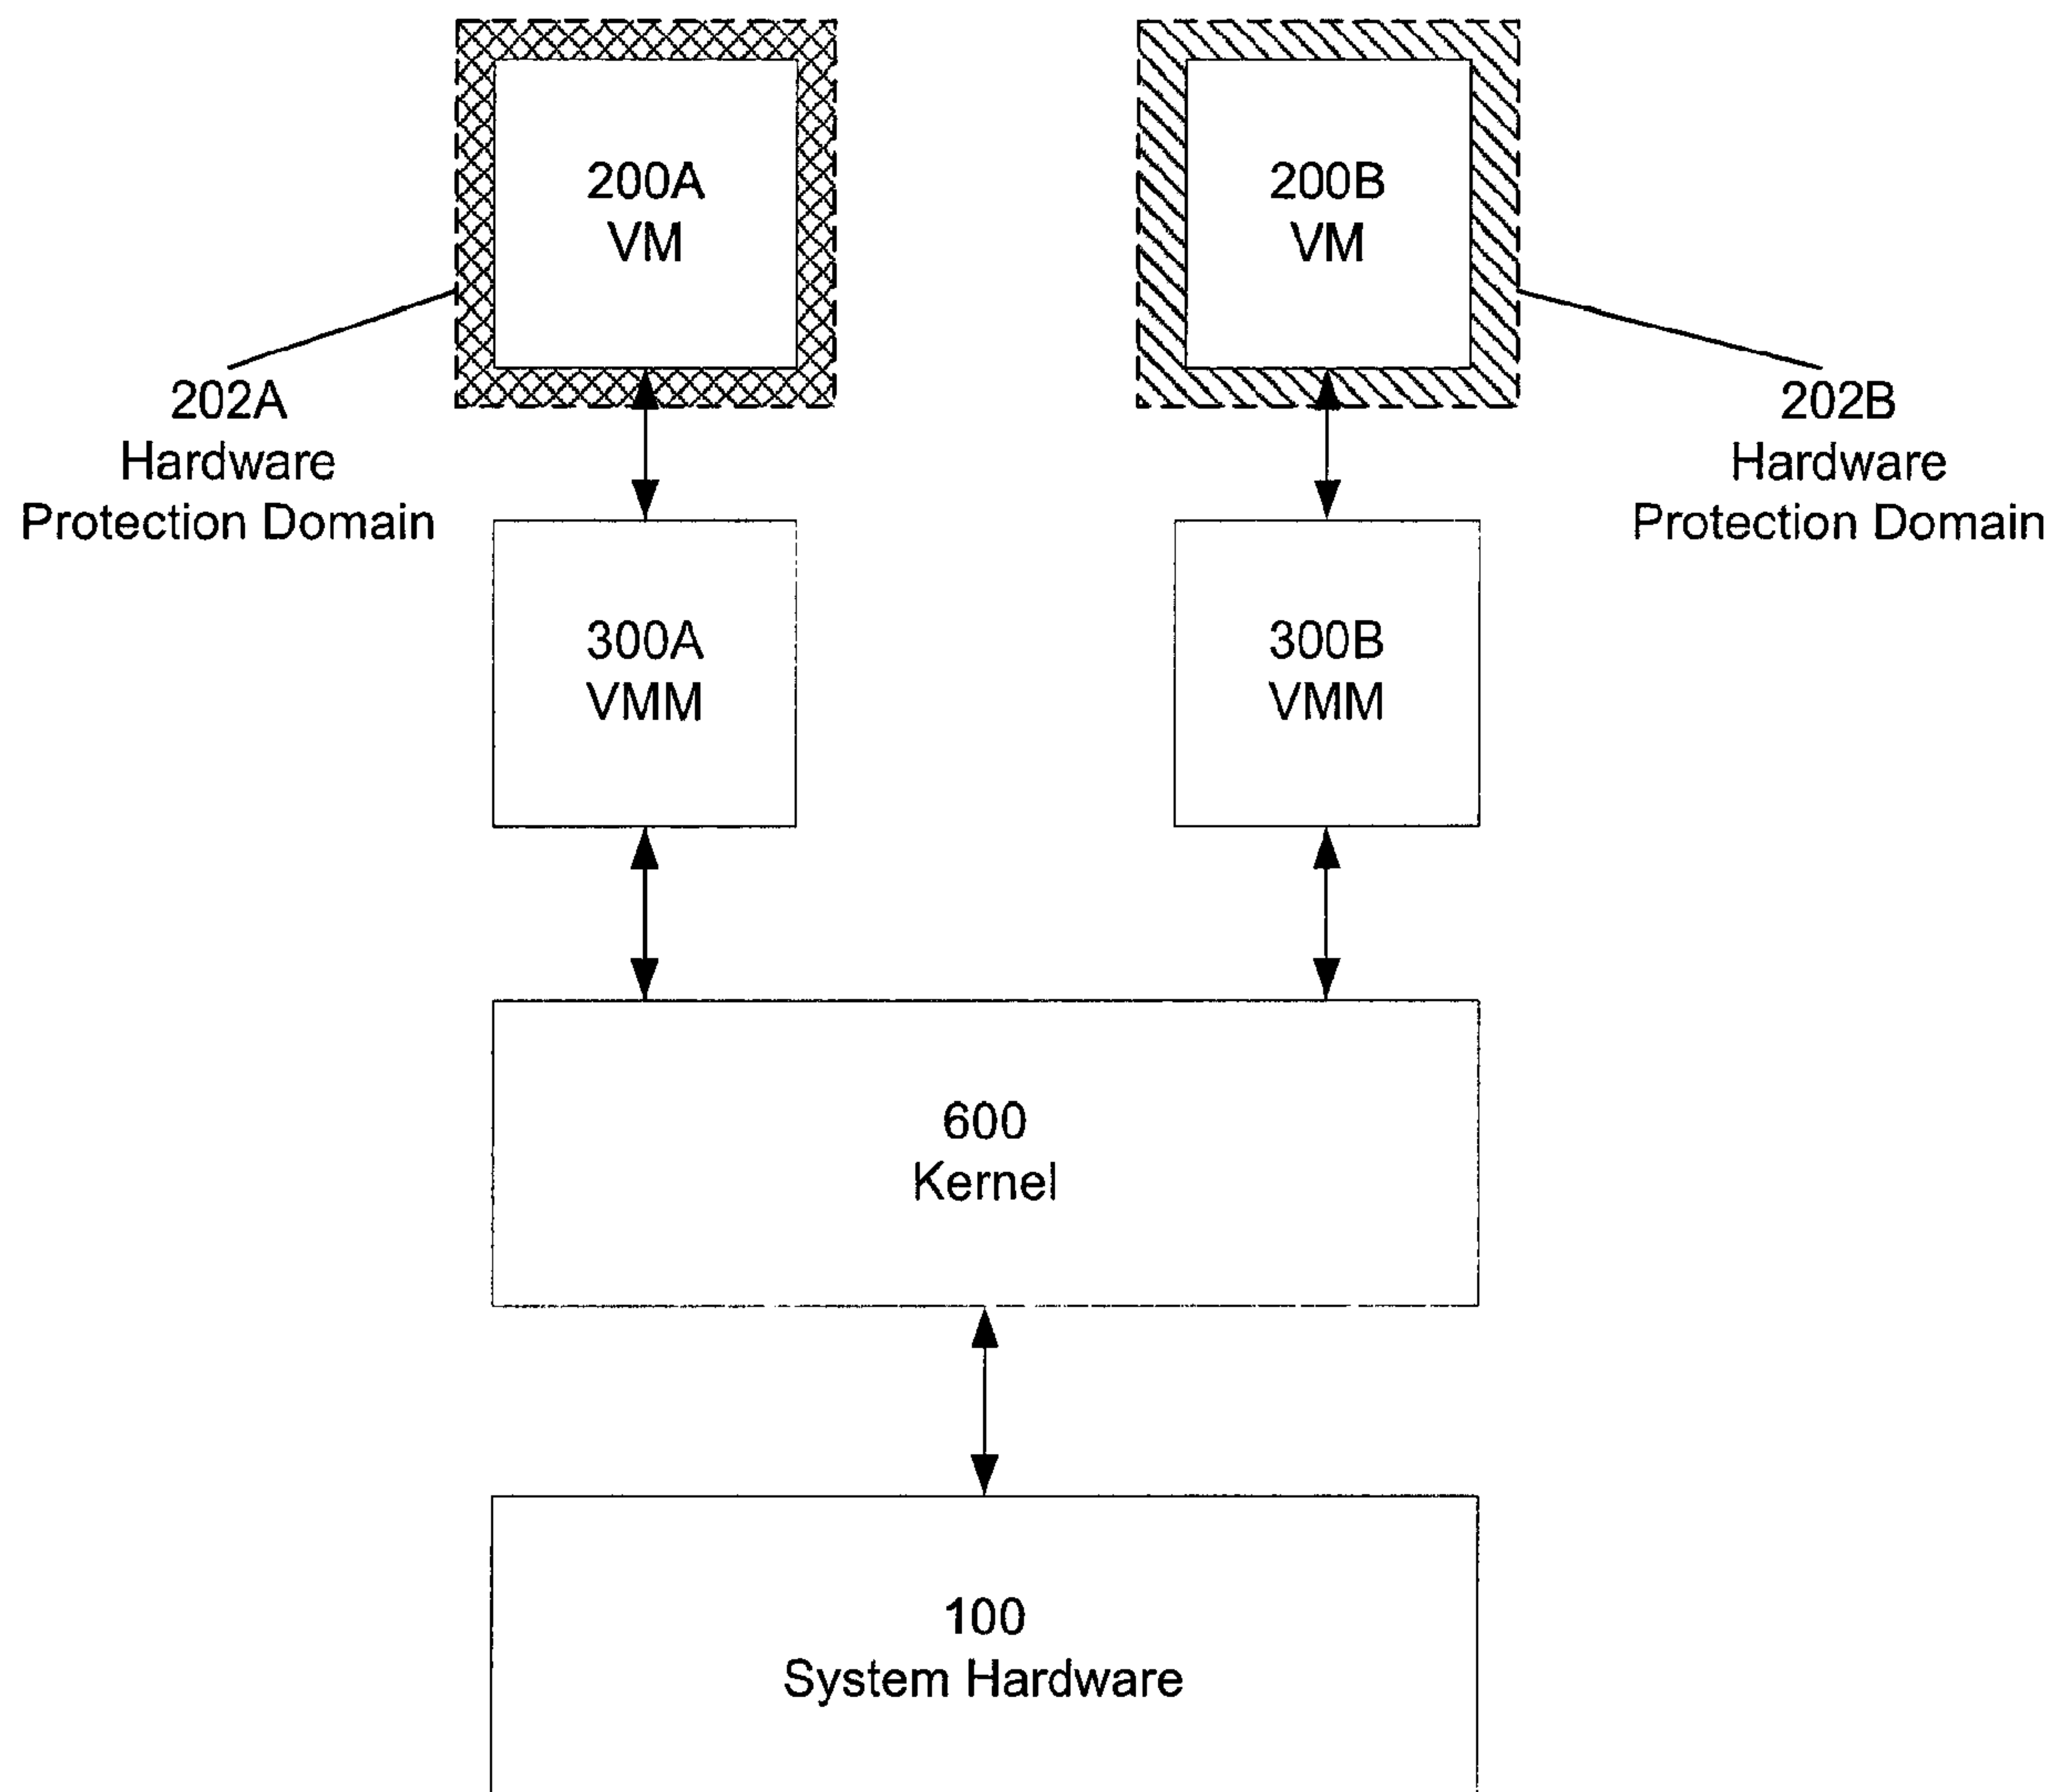 200A
VM
200B
VM
202A
Hardware
Protection Domain
202B
Hardware
Protection Domain
300A
VMM
300B
VMM
600
Kernel
100
System Hardware